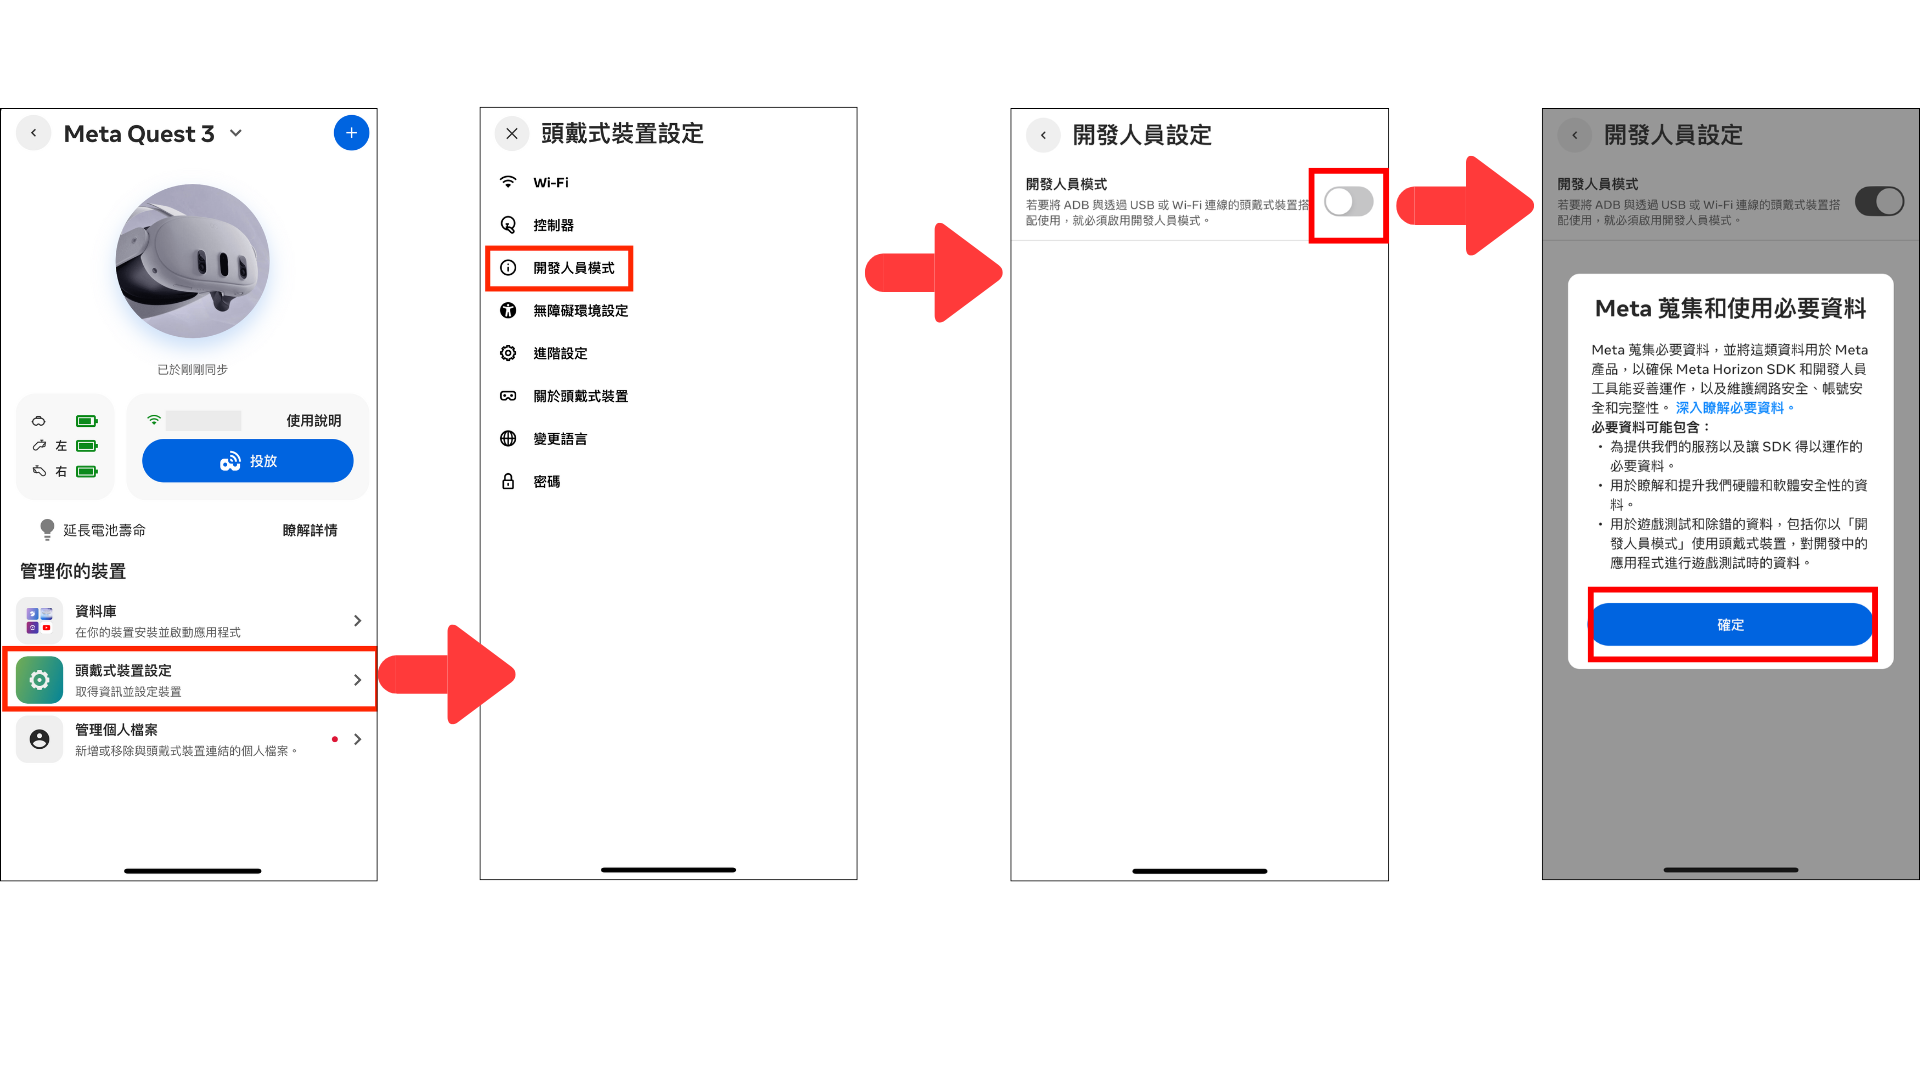 Meta Quest 3
已於剛剛同步
左
右
使用說明
投放
延長電池壽命
瞭解詳情
管理你的裝置
資料庫
在你的裝置安裝並啟動應用程式
頭戴式裝置設定
取得資訊並設定裝置
管理個人檔案
新增或移除與頭戴式裝置連結的個人檔案。
頭戴式裝置設定
Wi-Fi
控制器
開發人員模式
無障礙環境設定
進階設定
關於頭戴式裝置
變更語言
密碼
開發人員設定
開發人員模式
若要將 ADB 與透過 USB 或 Wi-Fi 連線的頭戴式裝置搭
配使用，就必須啟用開發人員模式。
開發人員設定
開發人員模式
若要將 ADB 與透過 USB 或 Wi-Fi 連線的頭戴式裝置搭
配使用，就必須啟用開發人員模式。
Meta 蒐集和使用必要資料
Meta 蒐集必要資料，並將這類資料用於 Meta
產品，以確保 Meta Horizon SDK 和開發人員
工具能妥善運作，以及維護網路安全、帳號安
全和完整性。深入瞭解必要資料。
必要資料可能包含：
・為提供我們的服務以及讓 SDK 得以運作的
必要資料。
・用於瞭解和提升我們硬體和軟體安全性的資
料。
・用於遊戲測試和除錯的資料，包括你以「開
發人員模式」使用頭戴式裝置，對開發中的
應用程式進行遊戲測試時的資料。
確定